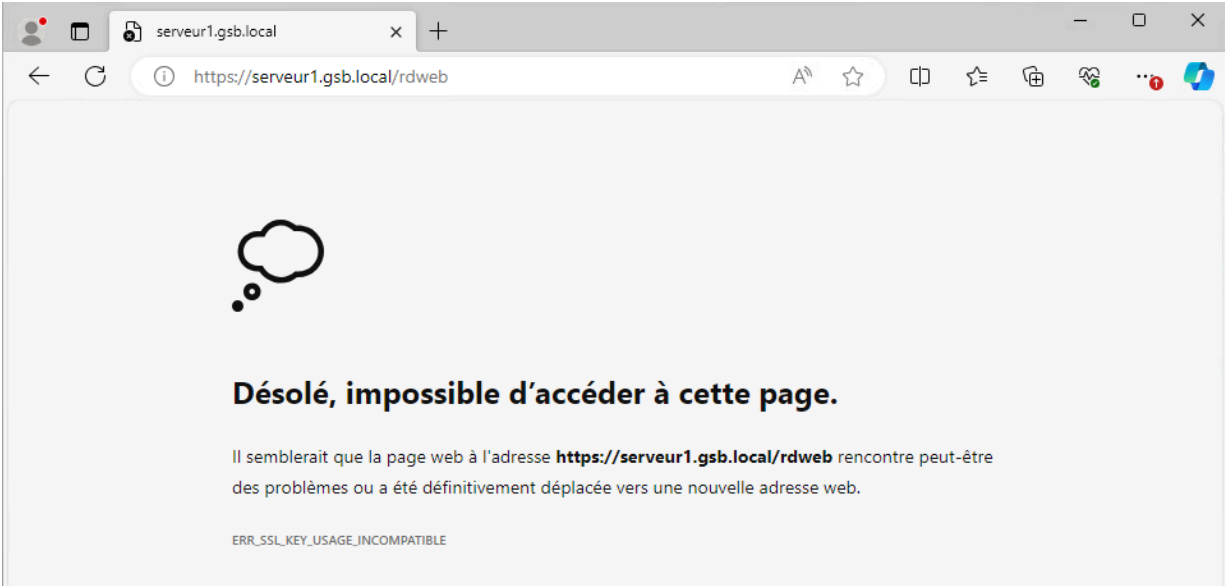 serveur1.gsb.local
https://serveur1.gsb.local/rdweb
Désolé, impossible d’accéder à cette page.
Il semblerait que la page web à l'adresse https://serveur1.gsb.local/rdweb rencontre peut-être
des problèmes ou a été définitivement déplacée vers une nouvelle adresse web.
ERR_SSL_KEY_USAGE_INCOMPATIBLE